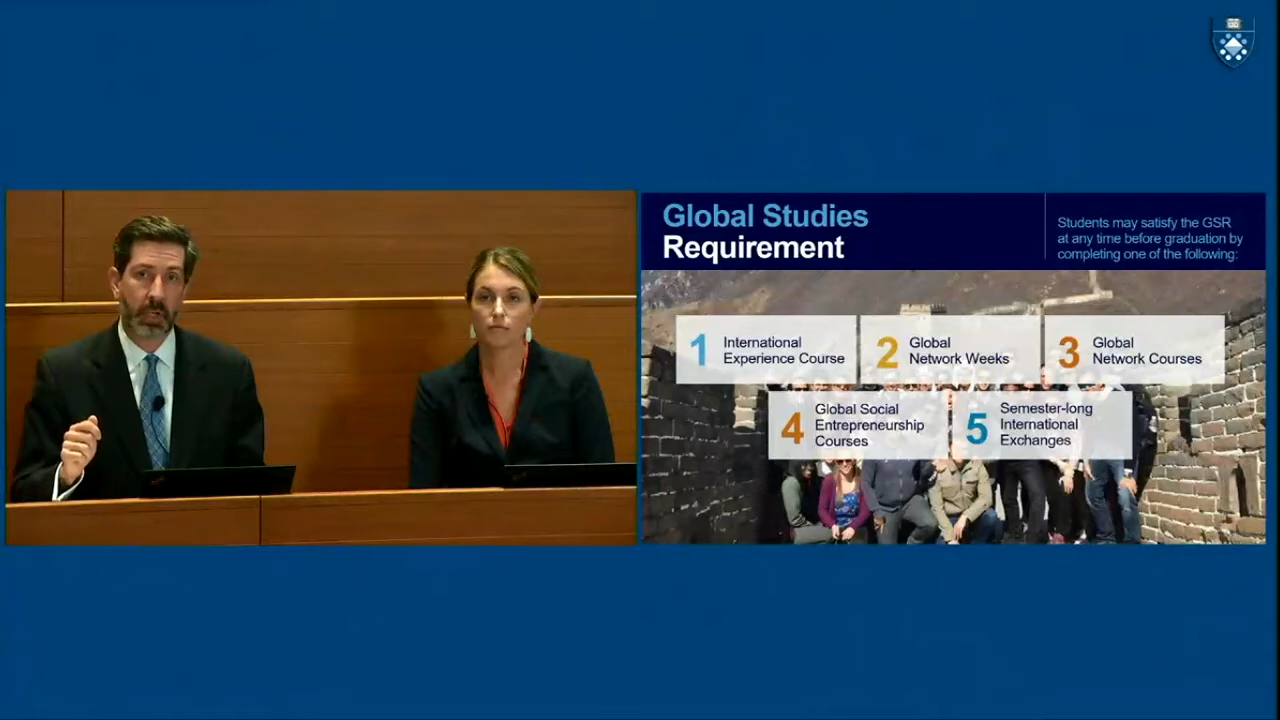 Global Studies
Requirement
Students may satisfy the GSR
at any time before graduation by
completing one of the following:
1
International
Experience Course
2
Global
Network Weeks
3
Global
Network Courses
4
Global Social
Entrepreneurship
Courses
5
Semester-long
International
Exchanges